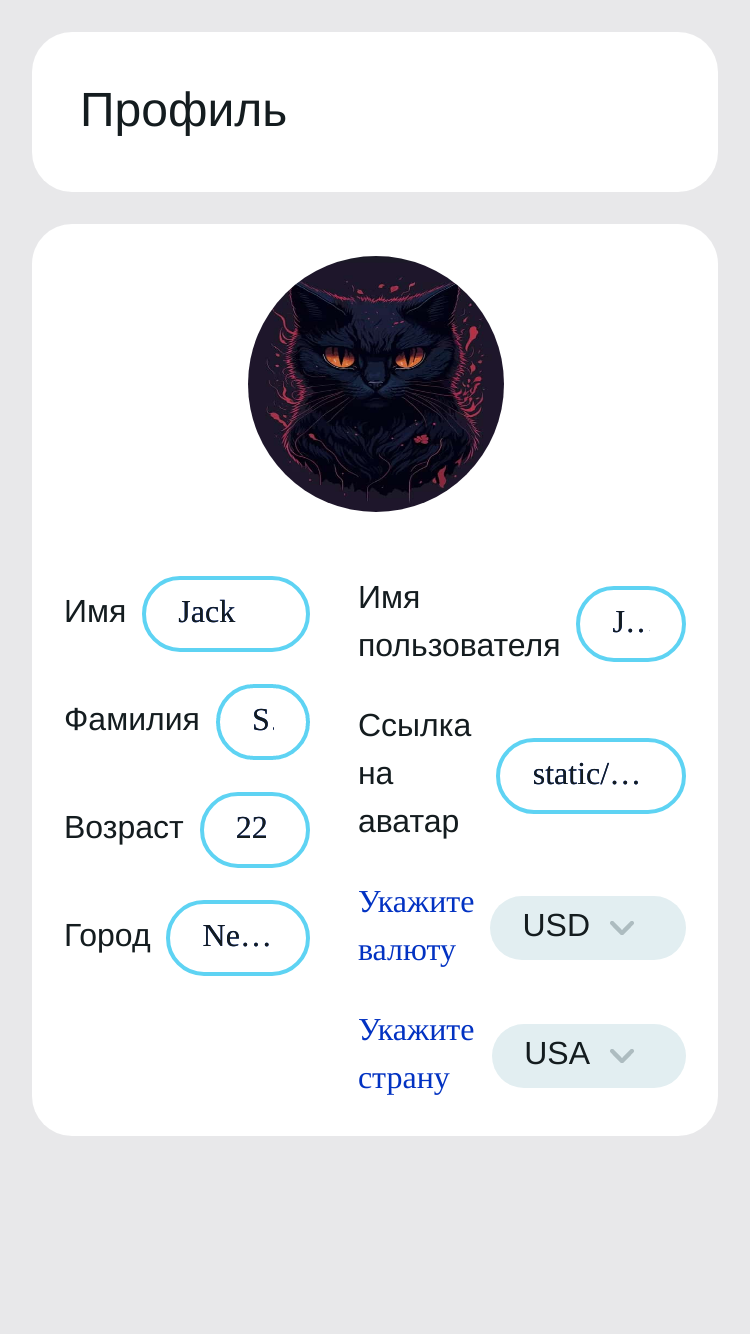 Профиль
Имя
Jack
Фамилия
S.
Возраст
22
Город
Ne…
Имя
пользователя
J…
Ссылка
на
аватар
static/…
Укажите
валюту
USD
Укажите
страну
USA